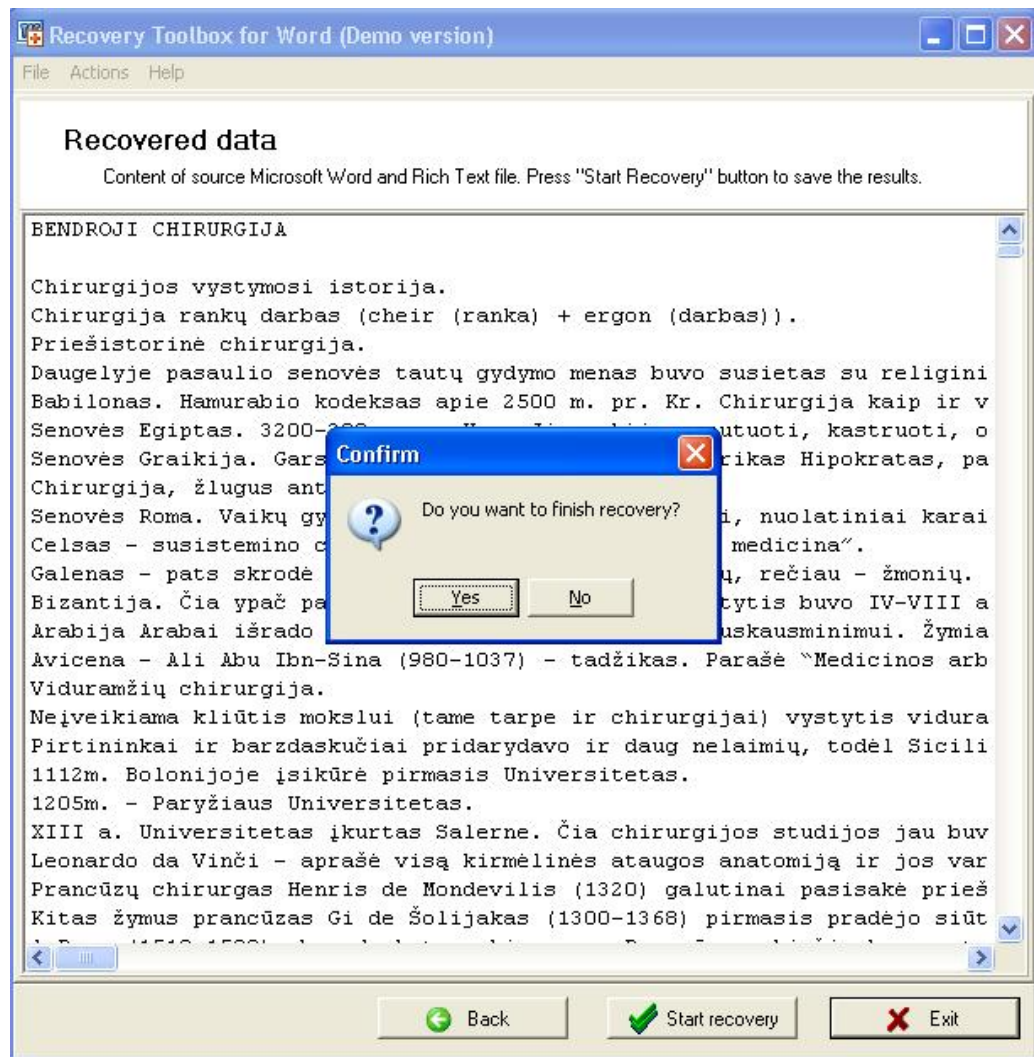 Recovery Toolbox for Word (Demo version)
File Actions Help
Recovered data
Content of source Microsoft Word and Rich Text file. Press "Start Recovery" button to save the results.
BENDROJI CHIRURGIJA
Chirurgijos vystymosi istorija.
Chirurgija rankų darbas (cheir (ranka) + ergon (darbas)).
Priešistorinė chirurgija.
Daugelyje pasaulio senovės tautų gydymo menas buvo susietas su religini
Babilonas. Hamurabio kodeksas apie 2500 m. pr. Kr. Chirurgija kaip ir v
Senovės Egiptas. 3200- utuoti, kastruoti, o
Senovės Graikija. Gars rikas Hipokratas, pa
Chirurgija, žlugus ant
Senovės Roma. Vaikų gy i, nuolatiniai karai
Celsas – susistemino c medicina".
Galenas – pats skrodė ų, rečiau – žmonių.
Bizantija. Čia ypač pa tytis buvo IV-VIII a
Arabija Arabai išrado uskausminimui. Žymia
Avicena – Ali Abu Ibn-Sina (980-1037) – tadžikas. Parašė "Medicinos arb
Viduramžių chirurgija.
Neįveikiama kliūtis mokslui (tame tarpe ir chirurgijai) vystytis vidura
Pirtininkai ir barzdaskučiai pridarydavo ir daug nelaimių, todėl Sicili
1112m. Bolonijoje įsikūrė pirmasis Universitetas.
1205m. – Paryžiaus Universitetas.
XIII a. Universitetas įkurtas Salerne. Čia chirurgijos studijos jau buv
Leonardo da Vinči – aprašė visą kirmėlinės ataugos anatomiją ir jos var
Prancūzų chirurgas Henris de Mondevilis (1320) galutinai pasisakė prieš
Kitas žymus prancūzas Gi de Šolijakas (1300-1368) pirmasis pradėjo siūt
Confirm
Do you want to finish recovery?
Yes No
Back Start recovery Exit